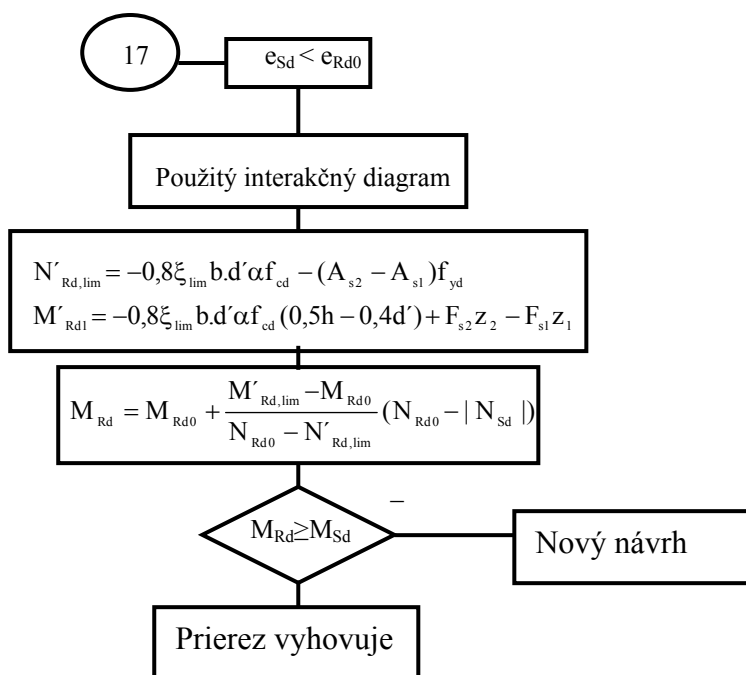 17
e_Sd < e_Rd0
Použitý interakčný diagram
N´_Rd,lim = −0,8ξ_lim b.d´αf_cd − (A_s2 − A_s1)f_yd
M´_Rd1 = −0,8ξ_lim b.d´αf_cd (0,5h − 0,4d´) + F_s2 z_2 − F_s1 z_1
M_Rd = M_Rd0 + \frac{M´_Rd,lim − M_Rd0}{N_Rd0 − N´_Rd,lim} (N_Rd0 − | N_Sd |)
–
M_Rd≥M_Sd
Nový návrh
Prierez vyhovuje